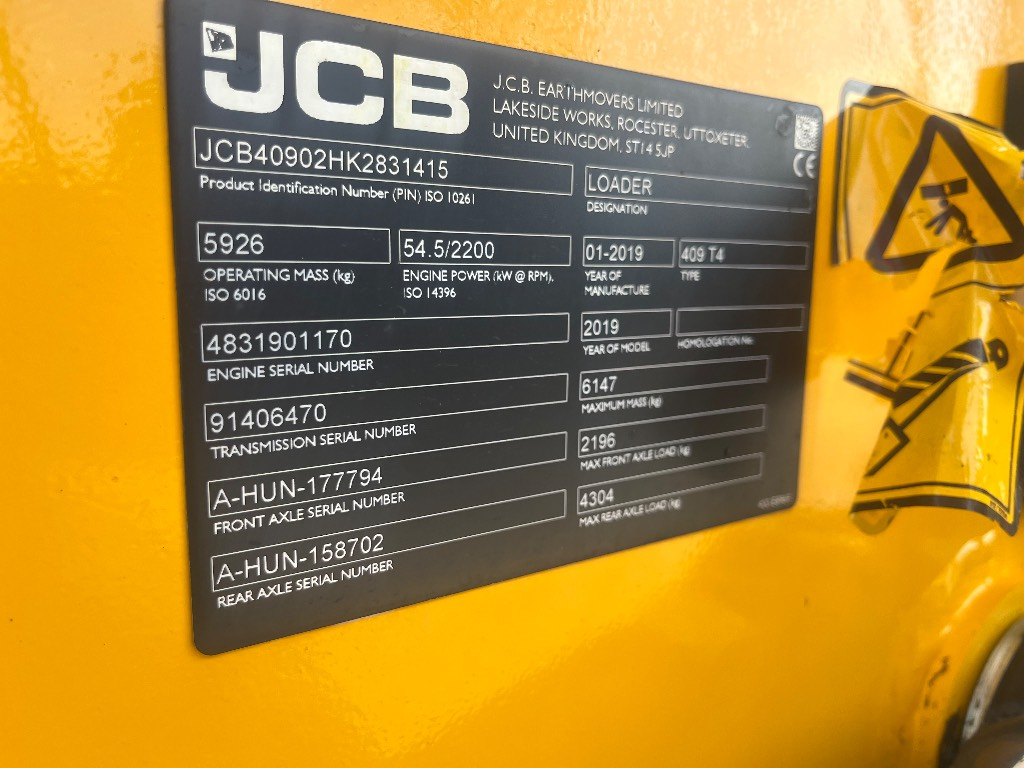 JCB
J.C.B. EARTHMOVERS LIMITED
LAKESIDE WORKS, ROCESTER, UTTOXETER,
UNITED KINGDOM, ST14 5JP
CE
JCB40902HK2831415
Product Identification Number (PIN) ISO 10261
LOADER
DESIGNATION
5926
OPERATING MASS (kg)
ISO 6016
54.5/2200
ENGINE POWER (kW @ RPM),
ISO 14396
01-2019
YEAR OF
MANUFACTURE
409 T4
TYPE
4831901170
ENGINE SERIAL NUMBER
2019
YEAR OF MODEL
HOMOLOGATION No
91406470
TRANSMISSION SERIAL NUMBER
6147
MAXIMUM MASS (kg)
A-HUN-177794
FRONT AXLE SERIAL NUMBER
2196
MAX FRONT AXLE LOAD (kg)
A-HUN-158702
REAR AXLE SERIAL NUMBER
4304
MAX REAR AXLE LOAD (kg)